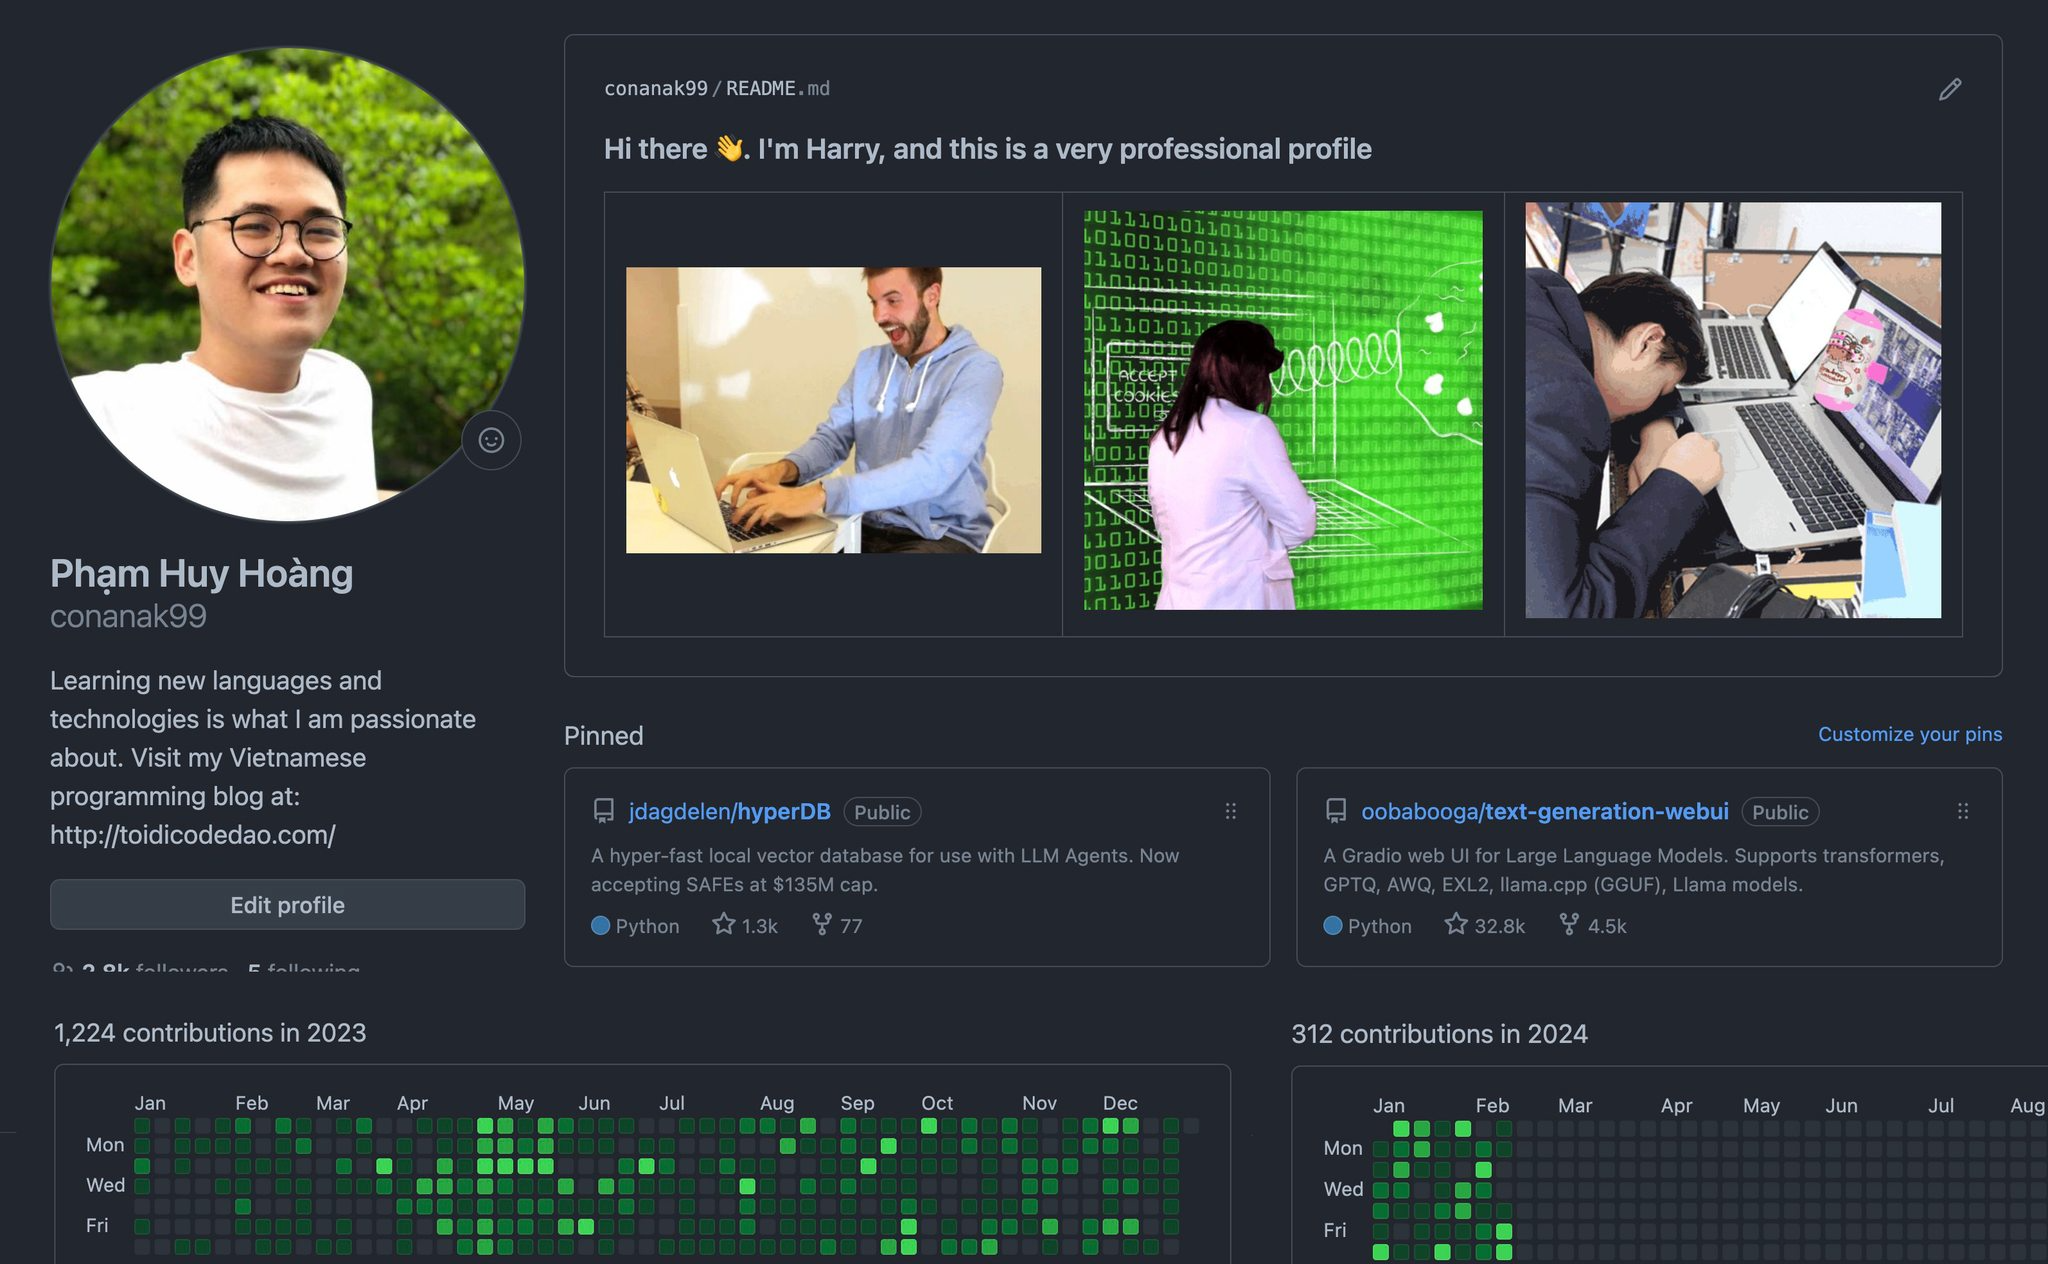 conanak99/README.md
Hi there 👋. I'm Harry, and this is a very professional profile
ACCEPT
COOKIES
Phạm Huy Hoàng
conanak99
Learning new languages and
technologies is what I am passionate
about. Visit my Vietnamese
programming blog at:
http://toidicodedao.com/
Edit profile
2.8k followers · 5 following
Pinned
Customize your pins
jdagdelen/hyperDB Public
A hyper-fast local vector database for use with LLM Agents. Now
accepting SAFEs at $135M cap.
Python 1.3k 77
oobabooga/text-generation-webui Public
A Gradio web UI for Large Language Models. Supports transformers,
GPTQ, AWQ, EXL2, llama.cpp (GGUF), Llama models.
Python 32.8k 4.5k
1,224 contributions in 2023
Jan Feb Mar Apr May Jun Jul Aug Sep Oct Nov Dec
Mon
Wed
Fri
312 contributions in 2024
Jan Feb Mar Apr May Jun Jul Aug
Mon
Wed
Fri